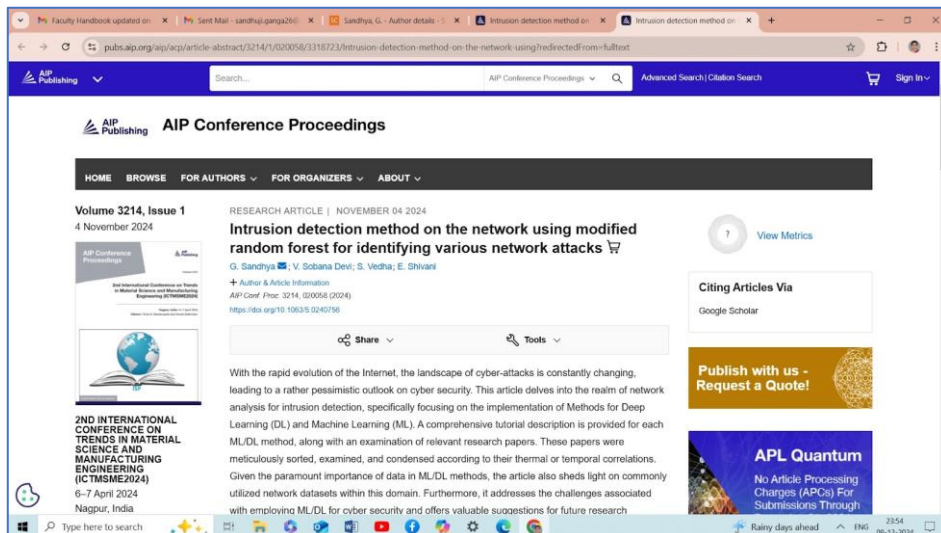 Faculty Handbook updated on
Sent Mail - sandhuji.ganga26@
Sandhya, G. - Author details - S
Intrusion detection method on
Intrusion detection method on
pubs.aip.org/aip/acp/article-abstract/3214/1/020058/3318723/Intrusion-detection-method-on-the-network-using?redirectedFrom=fulltext
AIP Publishing
Search...
AIP Conference Proceedings
Advanced Search | Citation Search
Sign In
AIP Publishing
AIP Conference Proceedings
HOME BROWSE FOR AUTHORS FOR ORGANIZERS ABOUT
Volume 3214, Issue 1
4 November 2024
AIP Conference Proceedings
AIP Publishing
2nd International Conference on Trends
in Material Science and Manufacturing
Engineering (ICTMSME2024)
2ND INTERNATIONAL
CONFERENCE ON
TRENDS IN MATERIAL
SCIENCE AND
MANUFACTURING
ENGINEERING
(ICTMSME2024)
6–7 April 2024
Nagpur, India
RESEARCH ARTICLE | NOVEMBER 04 2024
Intrusion detection method on the network using modified
random forest for identifying various network attacks
G. Sandhya; V. Sobana Devi; S. Vedha; E. Shivani
+ Author & Article Information
AIP Conf. Proc. 3214, 020058 (2024)
https://doi.org/10.1063/5.0240756
Share
Tools
With the rapid evolution of the Internet, the landscape of cyber-attacks is constantly changing,
leading to a rather pessimistic outlook on cyber security. This article delves into the realm of network
analysis for intrusion detection, specifically focusing on the implementation of Methods for Deep
Learning (DL) and Machine Learning (ML). A comprehensive tutorial description is provided for each
ML/DL method, along with an examination of relevant research papers. These papers were
meticulously sorted, examined, and condensed according to their thermal or temporal correlations.
Given the paramount importance of data in ML/DL methods, the article also sheds light on commonly
utilized network datasets within this domain. Furthermore, it addresses the challenges associated
with employing ML/DL for cyber security and offers valuable suggestions for future research
?
View Metrics
Citing Articles Via
Google Scholar
Publish with us -
Request a Quote!
APL Quantum
No Article Processing
Charges (APCs) For
Submissions Through
Type here to search
Rainy days ahead
ENG
23:54
06-12-2024